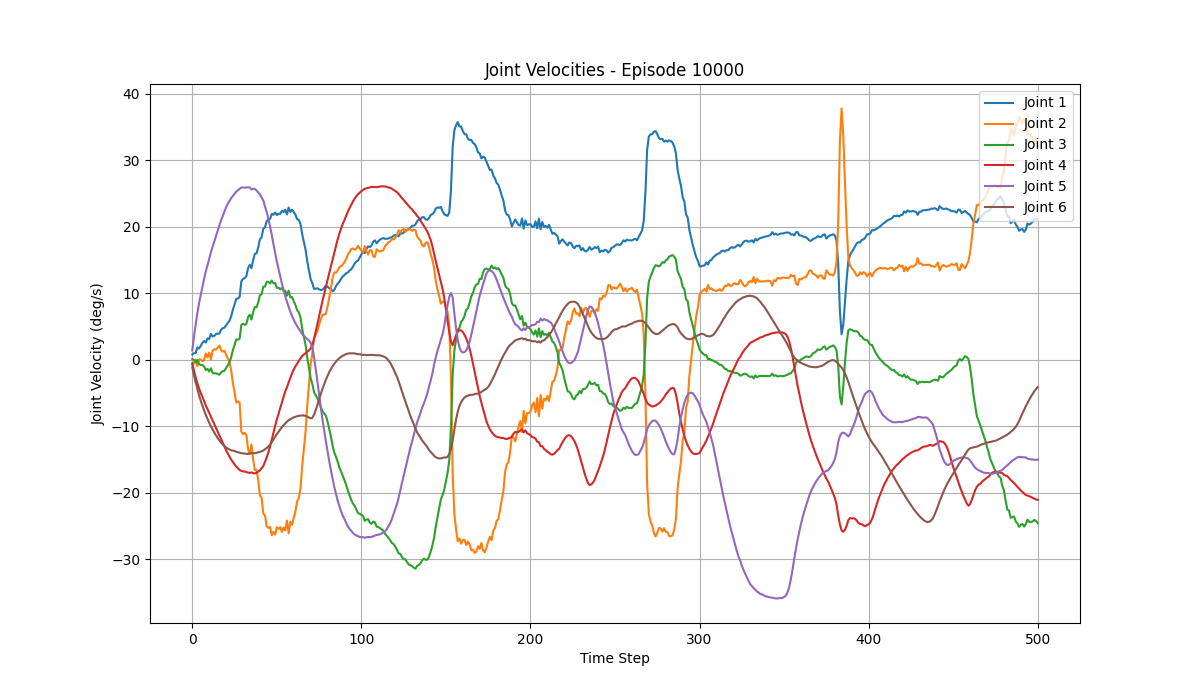 Joint Velocities - Episode 10000
Joint Velocity (deg/s)
40
30
20
10
0
−10
−20
−30
0
100
200
300
400
500
Time Step
Joint 1
Joint 2
Joint 3
Joint 4
Joint 5
Joint 6